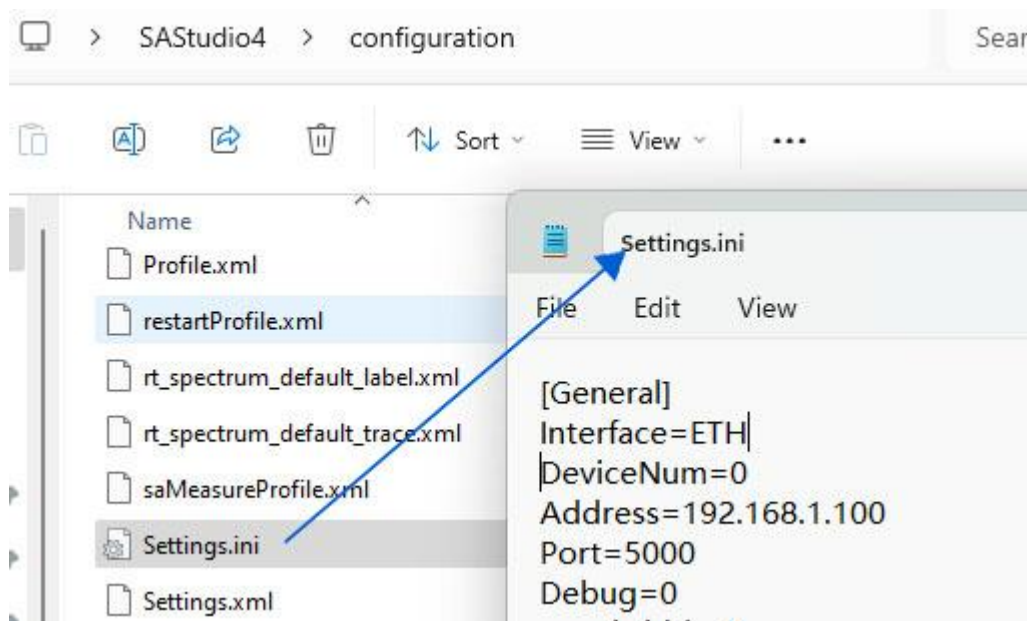 > SAStudio4 > configuration
Sear
Sort
View
...
Name
Profile.xml
restartProfile.xml
rt_spectrum_default_label.xml
rt_spectrum_default_trace.xml
saMeasureProfile.xml
Settings.ini
Settings.xml
Settings.ini
File Edit View
[General]
Interface=ETH
DeviceNum=0
Address=192.168.1.100
Port=5000
Debug=0